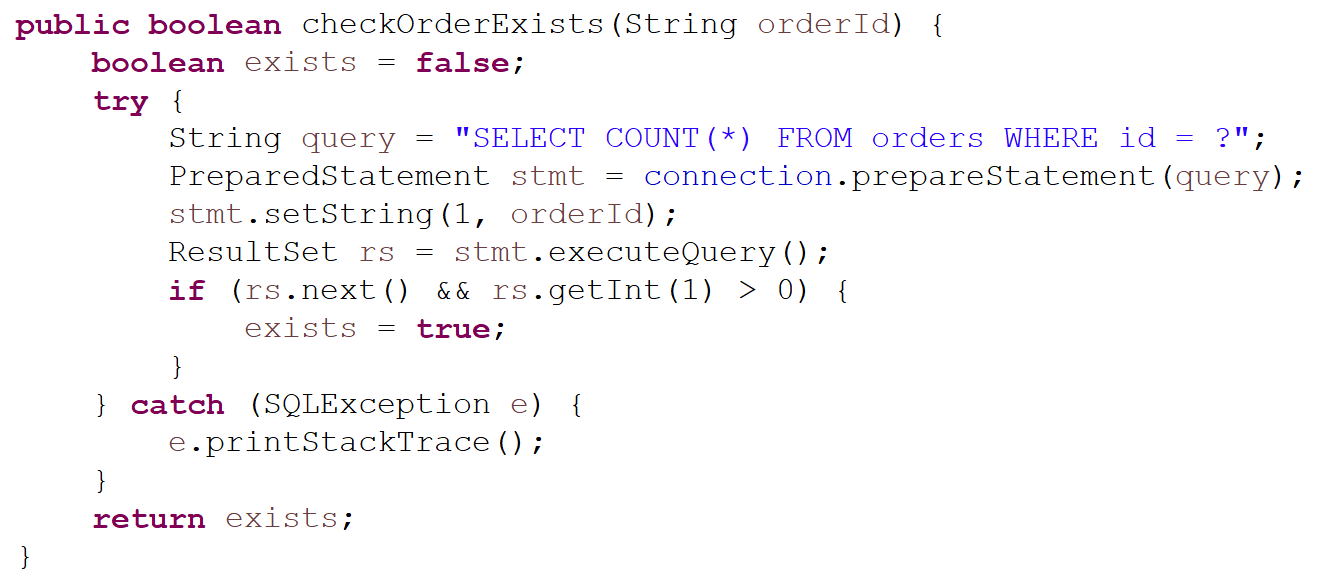 public boolean checkOrderExists(String orderId) {
    boolean exists = false;
    try {
        String query = "SELECT COUNT(*) FROM orders WHERE id = ?";
        PreparedStatement stmt = connection.prepareStatement(query);
        stmt.setString(1, orderId);
        ResultSet rs = stmt.executeQuery();
        if (rs.next() && rs.getInt(1) > 0) {
            exists = true;
        }
    } catch (SQLException e) {
        e.printStackTrace();
    }
    return exists;
}